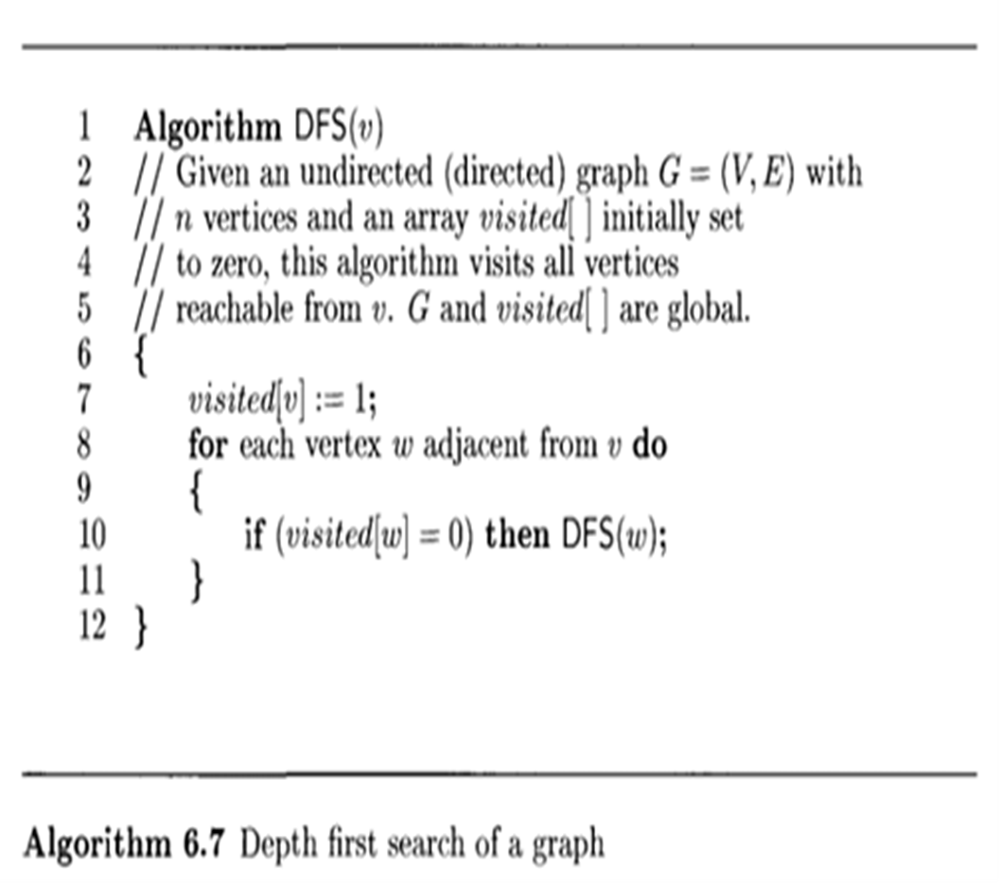 1 Algorithm DFS(v)
2 // Given an undirected (directed) graph G = (V, E) with
3 // n vertices and an array visited[ ] initially set
4 // to zero, this algorithm visits all vertices
5 // reachable from v. G and visited[ ] are global.
6 {
7 visited[v] := 1;
8 for each vertex w adjacent from v do
9 {
10 if (visited[w] = 0) then DFS(w);
11 }
12 }
Algorithm 6.7 Depth first search of a graph